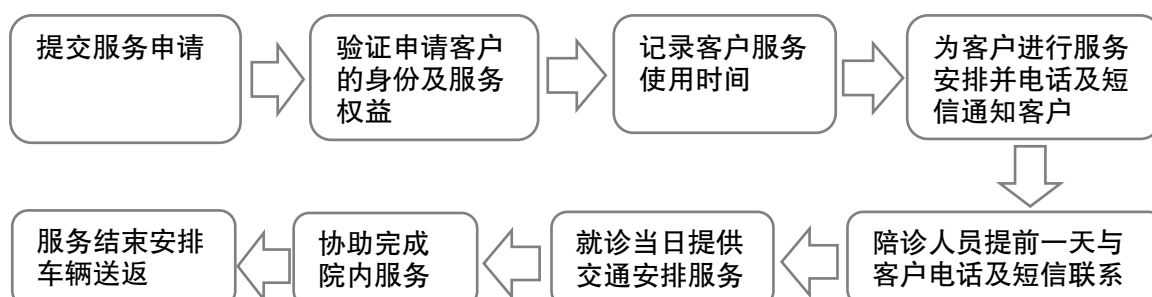 提交服务申请
验证申请客户
的身份及服务
权益
记录客户服务
使用时间
为客户进行服务
安排并电话及短
信通知客户
陪诊人员提前一天与
客户电话及短信联系
就诊当日提供
交通安排服务
协助完成
院内服务
服务结束安排
车辆送返